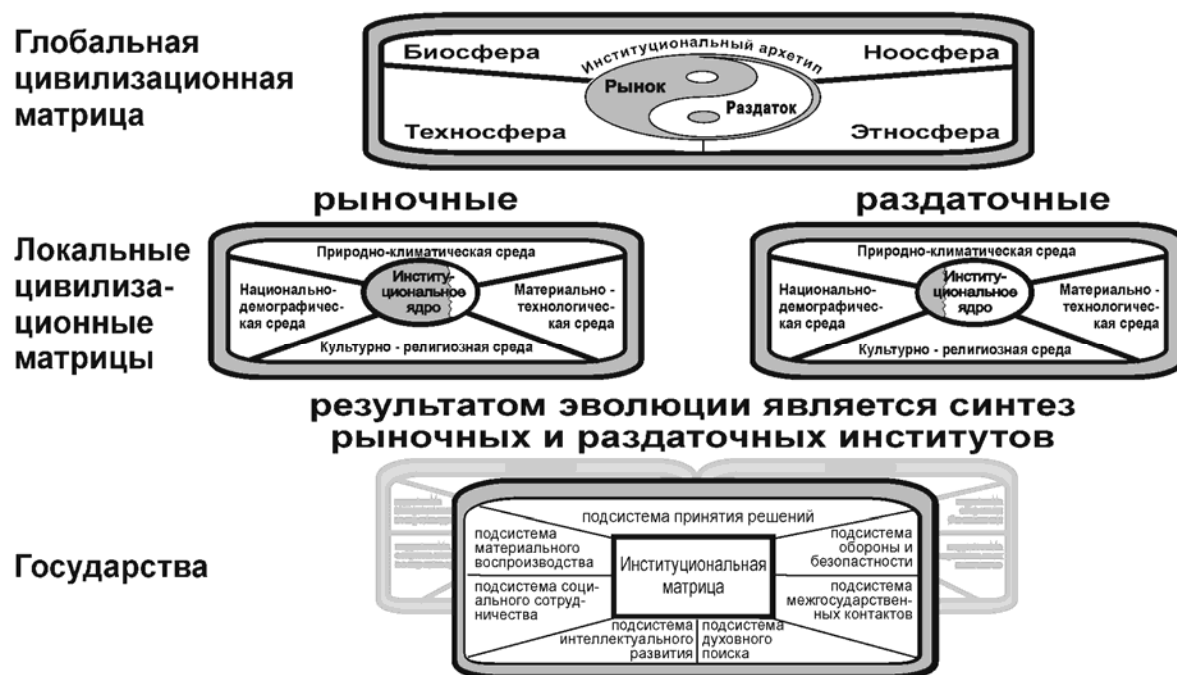 Глобальная
цивилизационная
матрица
Биосфера
Институциональный архетип
Ноосфера
Рынок
Раздаток
Техносфера
Этносфера
рыночные
раздаточные
Локальные
цивилиза-
ционные
матрицы
Природно-климатическая среда
Национально-
демографичес-
кая среда
Институ-
циональное
ядро
Материально -
технологичес-
кая среда
Культурно - религиозная среда
Природно-климатическая среда
Национально-
демографичес-
кая среда
Институ-
циональное
ядро
Материально -
технологичес-
кая среда
Культурно - религиозная среда
результатом эволюции является синтез
рыночных и раздаточных институтов
Государства
подсистема принятия решений
подсистема
материального
воспроизводства
подсистема соци-
ального сотруд-
ничества
Институциональная
матрица
подсистема
обороны и
безопастности
подсистема
межгосударствен-
ных контактов
подсистема
интеллектуального
развития
подсистема
духовного
поиска